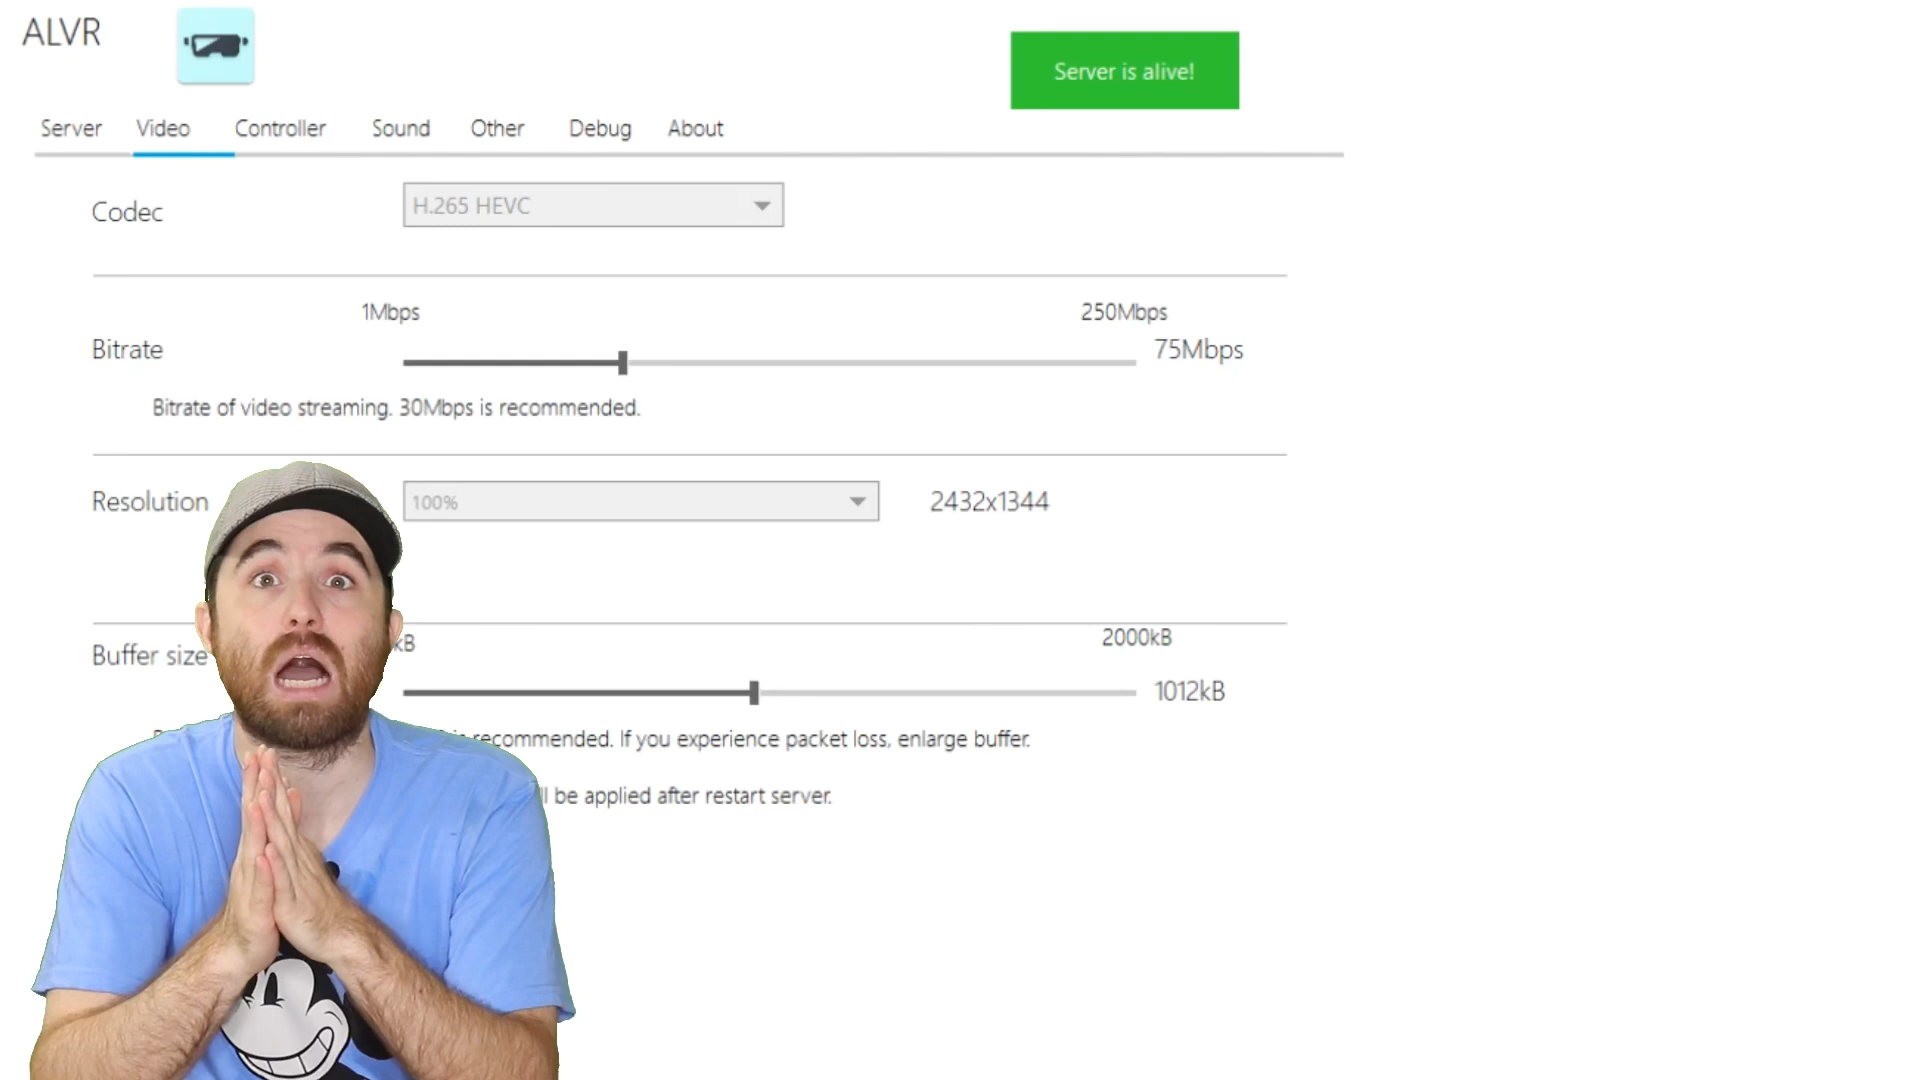 ALVR
Server is alive!
Server Video Controller Sound Other Debug About
Codec
H.265 HEVC
1Mbps 250Mbps
Bitrate 75Mbps
Bitrate of video streaming. 30Mbps is recommended.
Resolution 100% 2432x1344
kB 2000kB
Buffer size
1012kB
recommended. If you experience packet loss, enlarge buffer.
be applied after restart server.